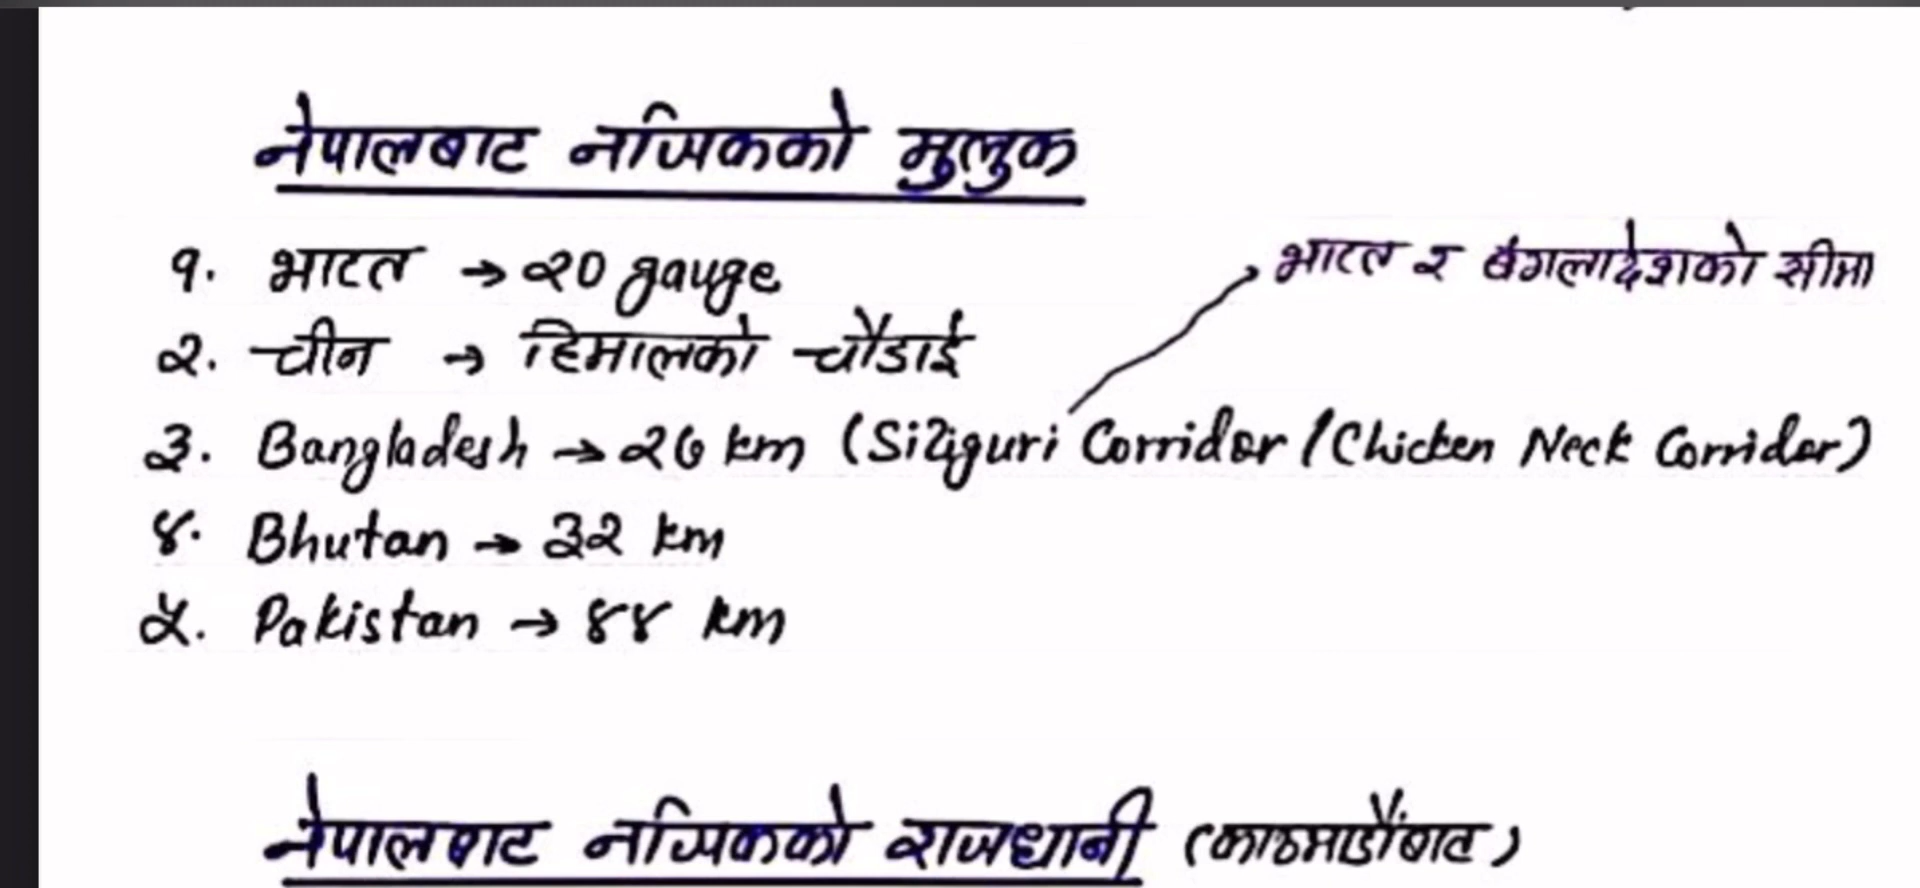 नेपालबाट नजिकको मुलुक
१. भारत → २० gauge
भारत र बंगलादेशको सीमा
२. चीन → हिमालको चौडाई
३. Bangladesh → २७ km (Siliguri Corridor / Chicken Neck Corridor)
४. Bhutan → ३२ km
५. Pakistan → ४४ km
नेपालबाट नजिकको राजधानी (काठमाडौंबाट)